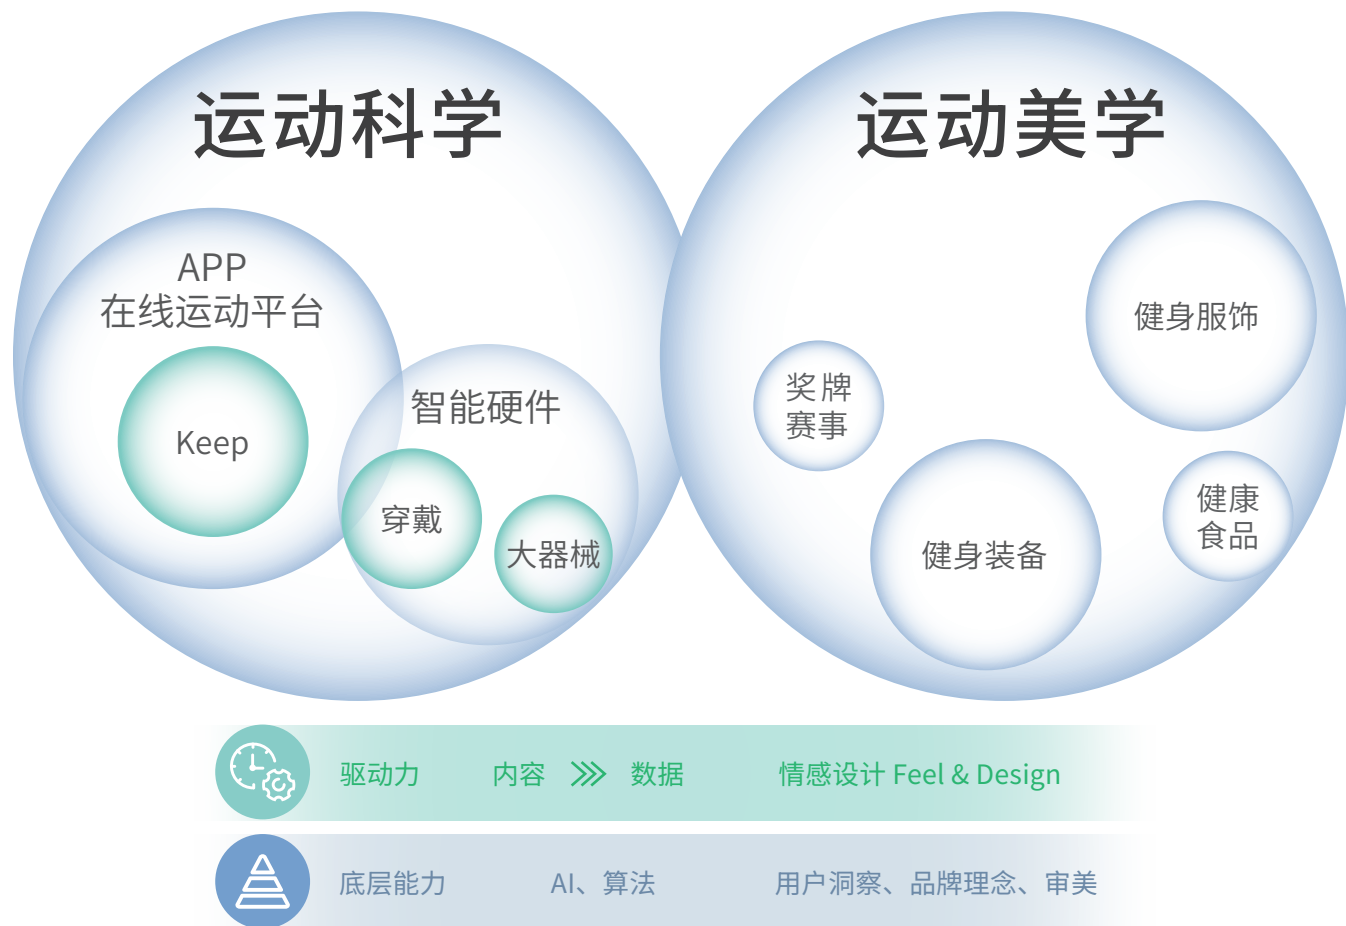 运动科学
APP
在线运动平台
Keep
智能硬件
穿戴
大器械
运动美学
健身服饰
奖牌
赛事
健身装备
健康
食品
驱动力 内容 数据 情感设计 Feel & Design
底层能力 AI、算法 用户洞察、品牌理念、审美